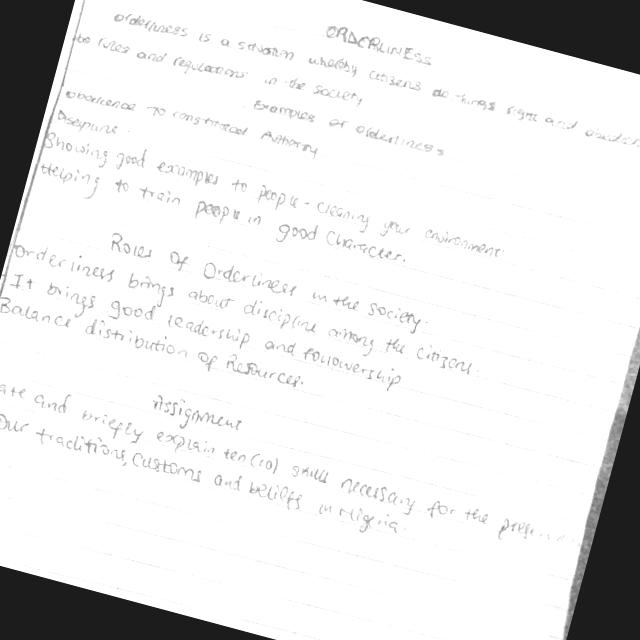 ORDERLINESS
orderliness is a situation whereby citizens do things right and
the rules and regulations in the society
Examples of orderliness
obedience to constituted Authority
Discipline.
Showing good examples to people - cleaning your environment
Helping to train people in good character.
Roles of Orderliness in the society.
Orderliness brings about discipline among the citizens.
It brings good leadership and followership
Balance distribution of Resources.
Assignment
ate and briefly explain ten (10) skills necessary for the
Our traditions, customs and beliefs in Nigeria.